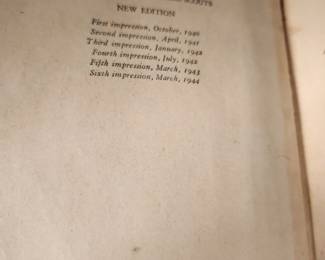 SCOUTS
NEW EDITION
First impression, October, 1940
Second impression, April, 1941
Third impression, January, 1942
Fourth impression, July, 1942
Fifth impression, March, 1943
Sixth impression, March, 1944